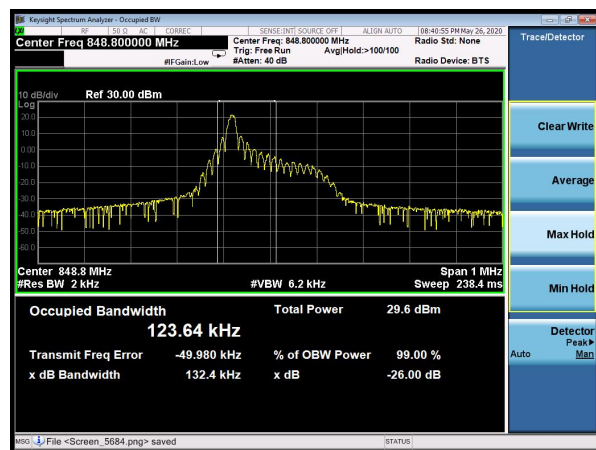 Keysight Spectrum Analyzer - Occupied BW
RF 50 Ω AC CORREC SENSE:INT SOURCE OFF ALIGN AUTO 08:40:55 PM May 26, 2020
Center Freq 848.800000 MHz
Center Freq: 848.800000 MHz
Radio Std: None
Trig: Free Run Avg|Hold:>100/100
#IFGain:Low
#Atten: 40 dB
Radio Device: BTS
10 dB/div Ref 30.00 dBm
Log
20.0
10.0
0.00
-10.0
-20.0
-30.0
-40.0
-50.0
-60.0
Center 848.8 MHz Span 1 MHz
#Res BW 2 kHz #VBW 6.2 kHz Sweep 238.4 ms
Occupied Bandwidth Total Power 29.6 dBm
123.64 kHz
Transmit Freq Error -49.980 kHz % of OBW Power 99.00 %
x dB Bandwidth 132.4 kHz x dB -26.00 dB
MSG File <Screen_5684.png> saved STATUS
Trace/Detector
Clear Write
Average
Max Hold
Min Hold
Detector
Peak▶
Auto Man